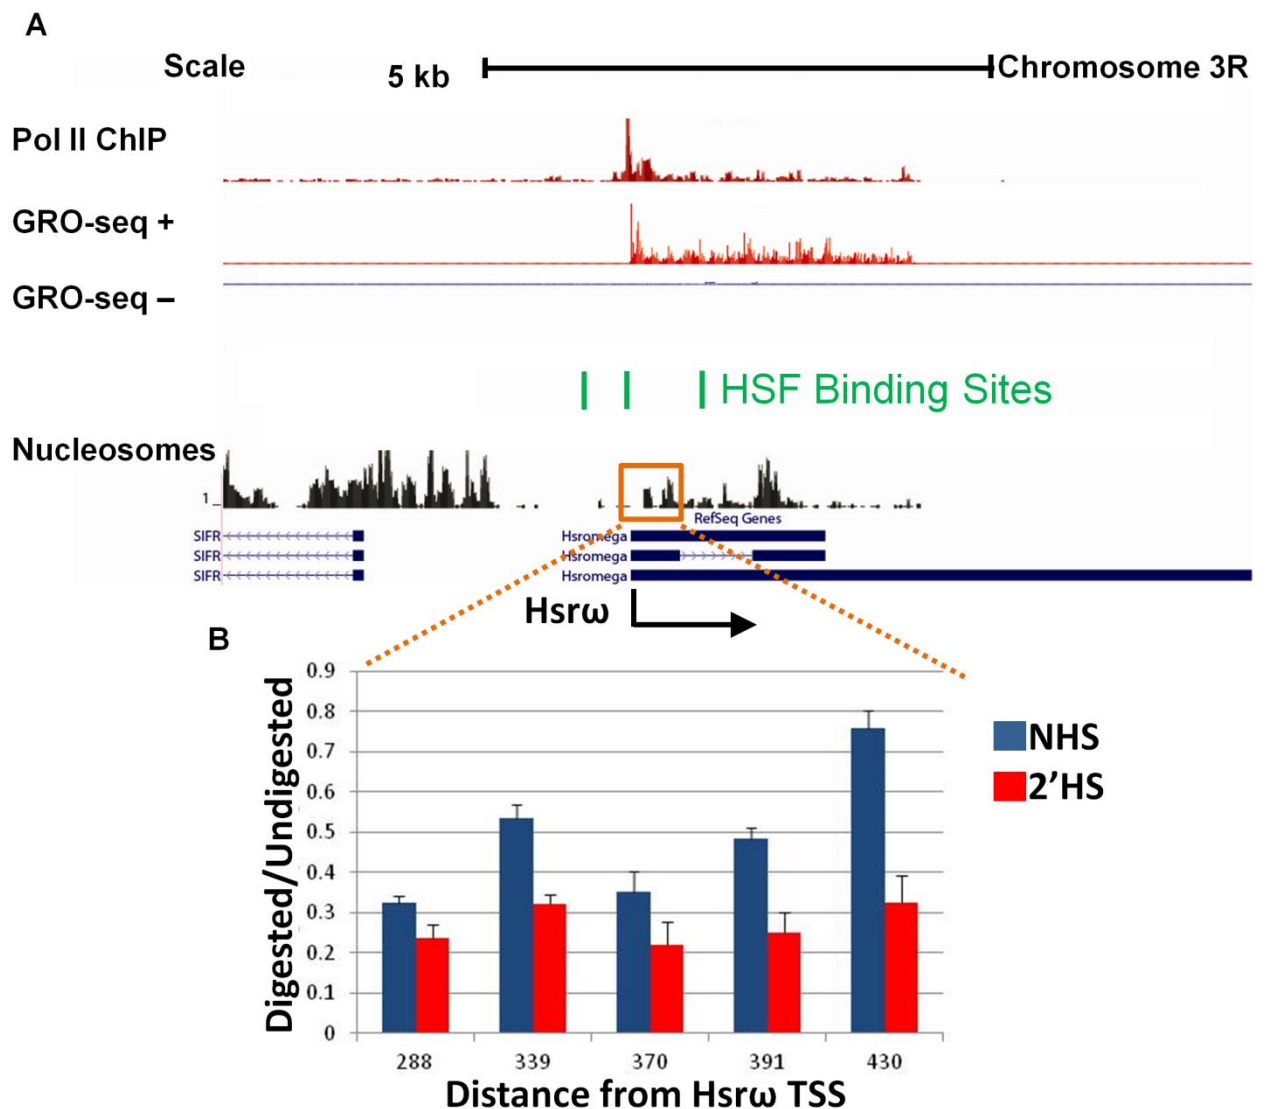 A
Scale 5 kb Chromosome 3R
Pol II ChIP
GRO-seq +
GRO-seq –
HSF Binding Sites
Nucleosomes
1
RefSeq Genes
SIFR Hsromega
SIFR Hsromega
SIFR Hsromega
Hsrω
B
Digested/Undigested
0.9
0.8
0.7
0.6
0.5
0.4
0.3
0.2
0.1
0
NHS
2’HS
288 339 370 391 430
Distance from Hsrω TSS